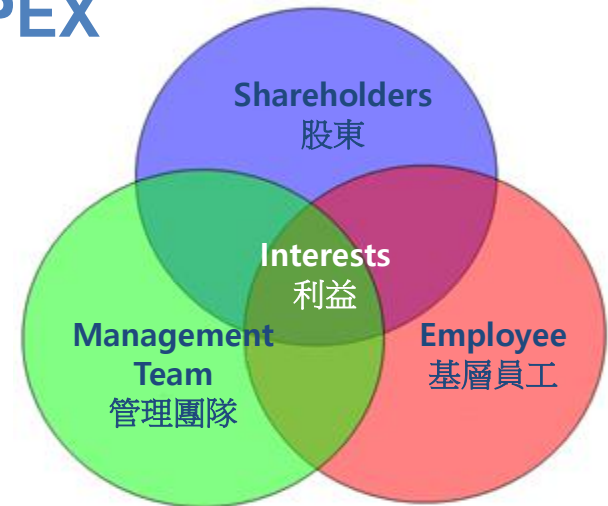 PEX
Shareholders
股東
Interests
利益
Management
Team
管理團隊
Employee
基層員工